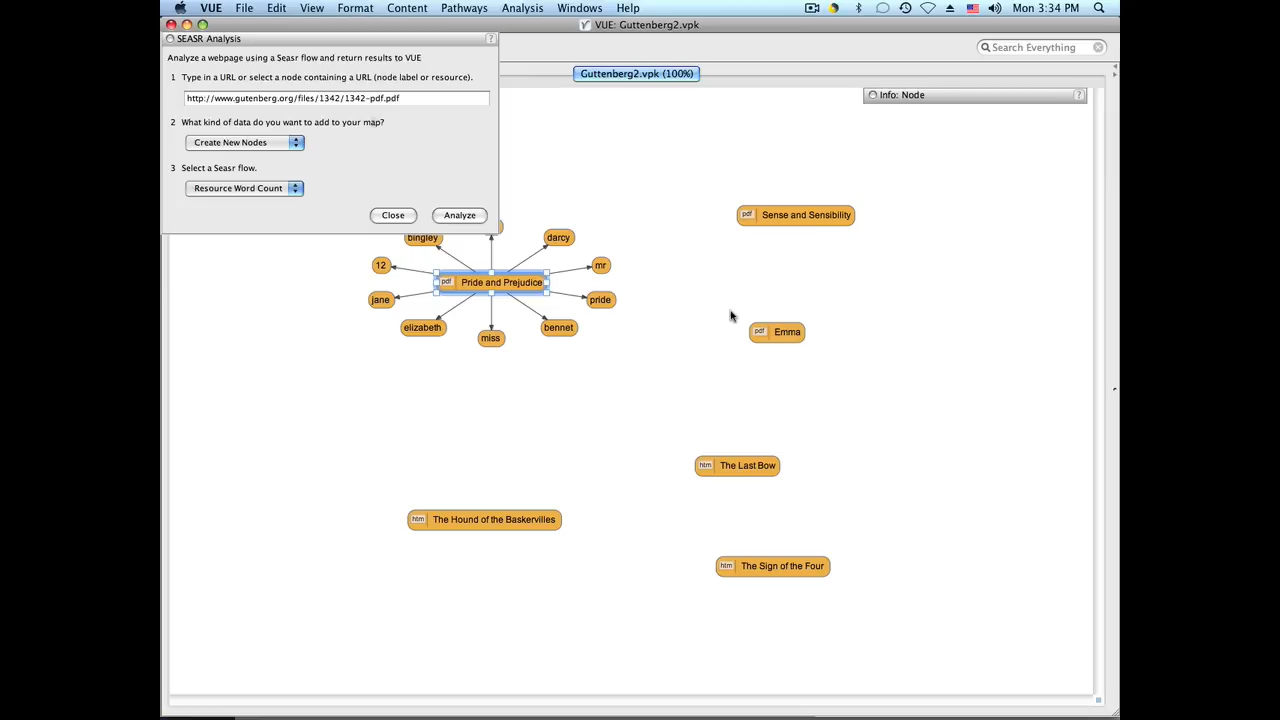 VUE File Edit View Format Content Pathways Analysis Windows Help Mon 3:34 PM
VUE: Guttenberg2.vpk
SEASR Analysis ?
Search Everything
Analyze a webpage using a Seasr flow and return results to VUE
1 Type in a URL or select a node containing a URL (node label or resource).
Guttenberg2.vpk (100%)
http://www.gutenberg.org/files/1342/1342-pdf.pdf
Info: Node ?
2 What kind of data do you want to add to your map?
Create New Nodes
3 Select a Seasr flow.
Resource Word Count
Close Analyze
pdf Sense and Sensibility
bingley
darcy
12
mr
pdf Pride and Prejudice
jane
pride
elizabeth
bennet
miss
pdf Emma
htm The Last Bow
htm The Hound of the Baskervilles
htm The Sign of the Four